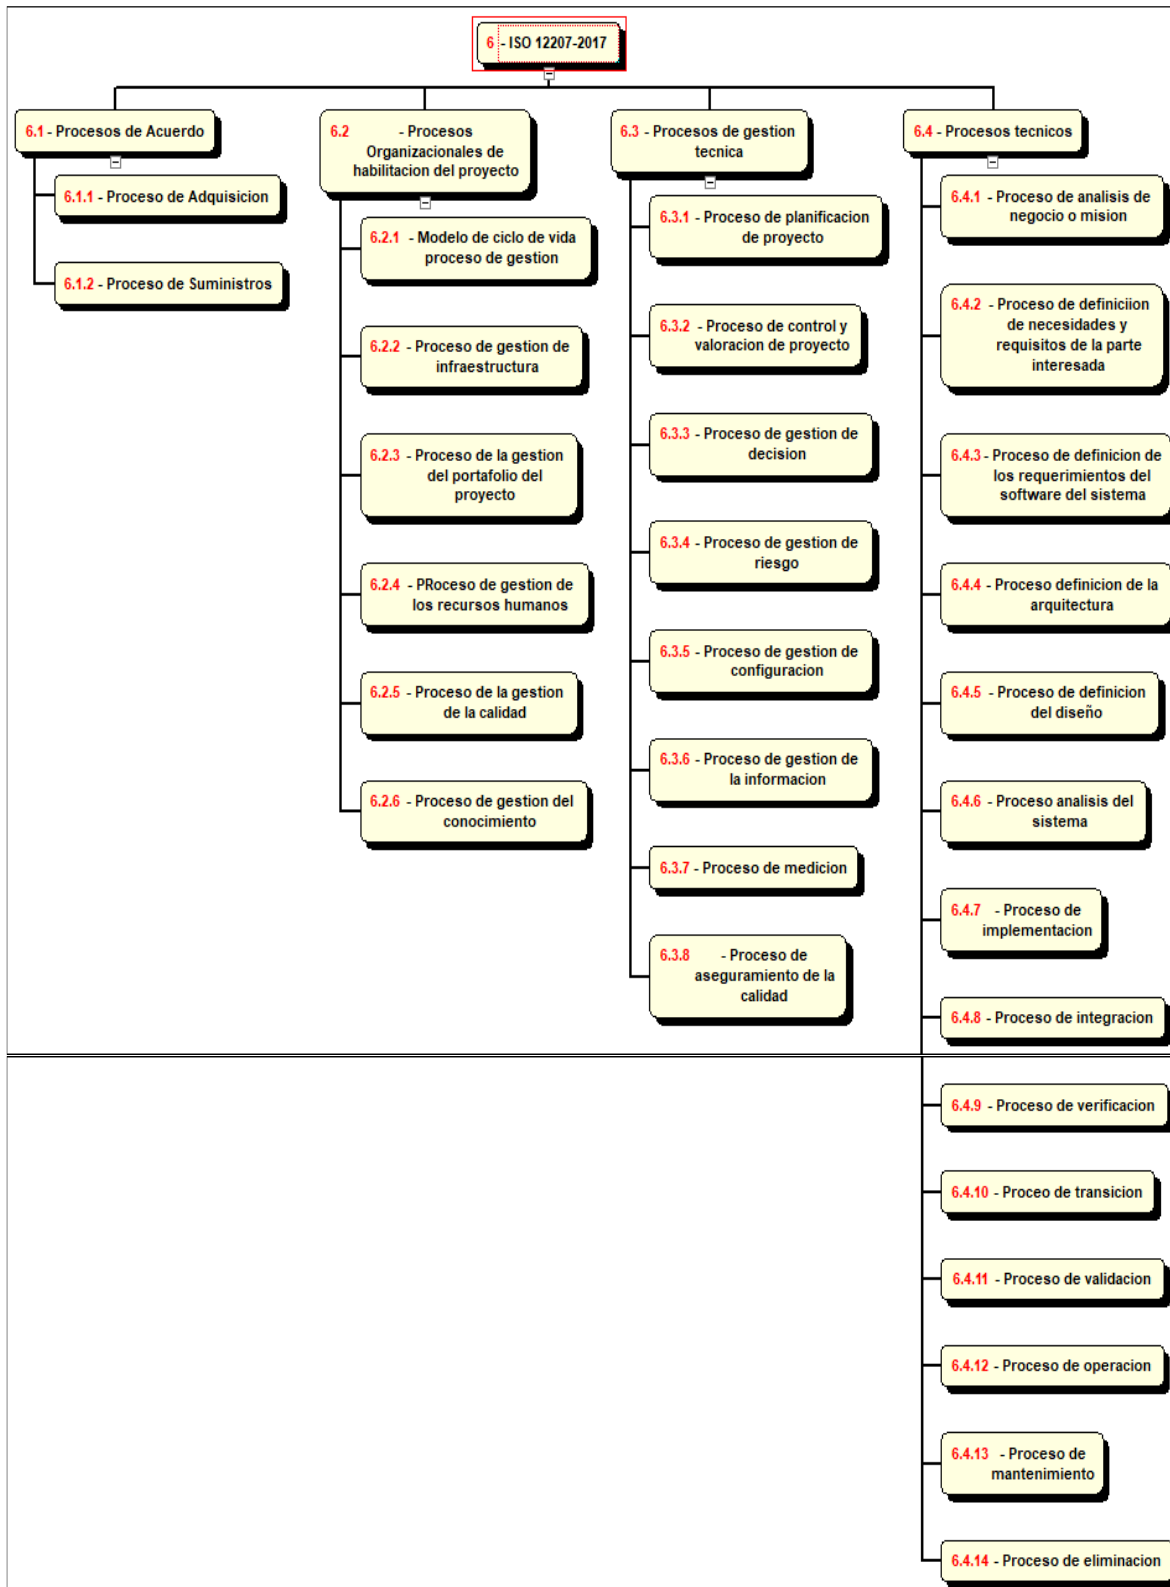 6 - ISO 12207-2017
6.1 - Procesos de Acuerdo
6.1.1 - Proceso de Adquisicion
6.1.2 - Proceso de Suministros
6.2 - Procesos
Organizacionales de
habilitacion del proyecto
6.2.1 - Modelo de ciclo de vida
proceso de gestion
6.2.2 - Proceso de gestion de
infraestructura
6.2.3 - Proceso de la gestion
del portafolio del
proyecto
6.2.4 - PRoceso de gestion de
los recursos humanos
6.2.5 - Proceso de la gestion
de la calidad
6.2.6 - Proceso de gestion del
conocimiento
6.3 - Procesos de gestion
tecnica
6.3.1 - Proceso de planificacion
de proyecto
6.3.2 - Proceso de control y
valoracion de proyecto
6.3.3 - Proceso de gestion de
decision
6.3.4 - Proceso de gestion de
riesgo
6.3.5 - Proceso de gestion de
configuracion
6.3.6 - Proceso de gestion de
la informacion
6.3.7 - Proceso de medicion
6.3.8 - Proceso de
aseguramiento de la
calidad
6.4 - Procesos tecnicos
6.4.1 - Proceso de analisis de
negocio o mision
6.4.2 - Proceso de definiciion
de necesidades y
requisitos de la parte
interesada
6.4.3 - Proceso de definicion de
los requerimientos del
software del sistema
6.4.4 - Proceso definicion de la
arquitectura
6.4.5 - Proceso de definicion
del diseño
6.4.6 - Proceso analisis del
sistema
6.4.7 - Proceso de
implementacion
6.4.8 - Proceso de integracion
6.4.9 - Proceso de verificacion
6.4.10 - Proceo de transicion
6.4.11 - Proceso de validacion
6.4.12 - Proceso de operacion
6.4.13 - Proceso de
mantenimiento
6.4.14 - Proceso de eliminacion